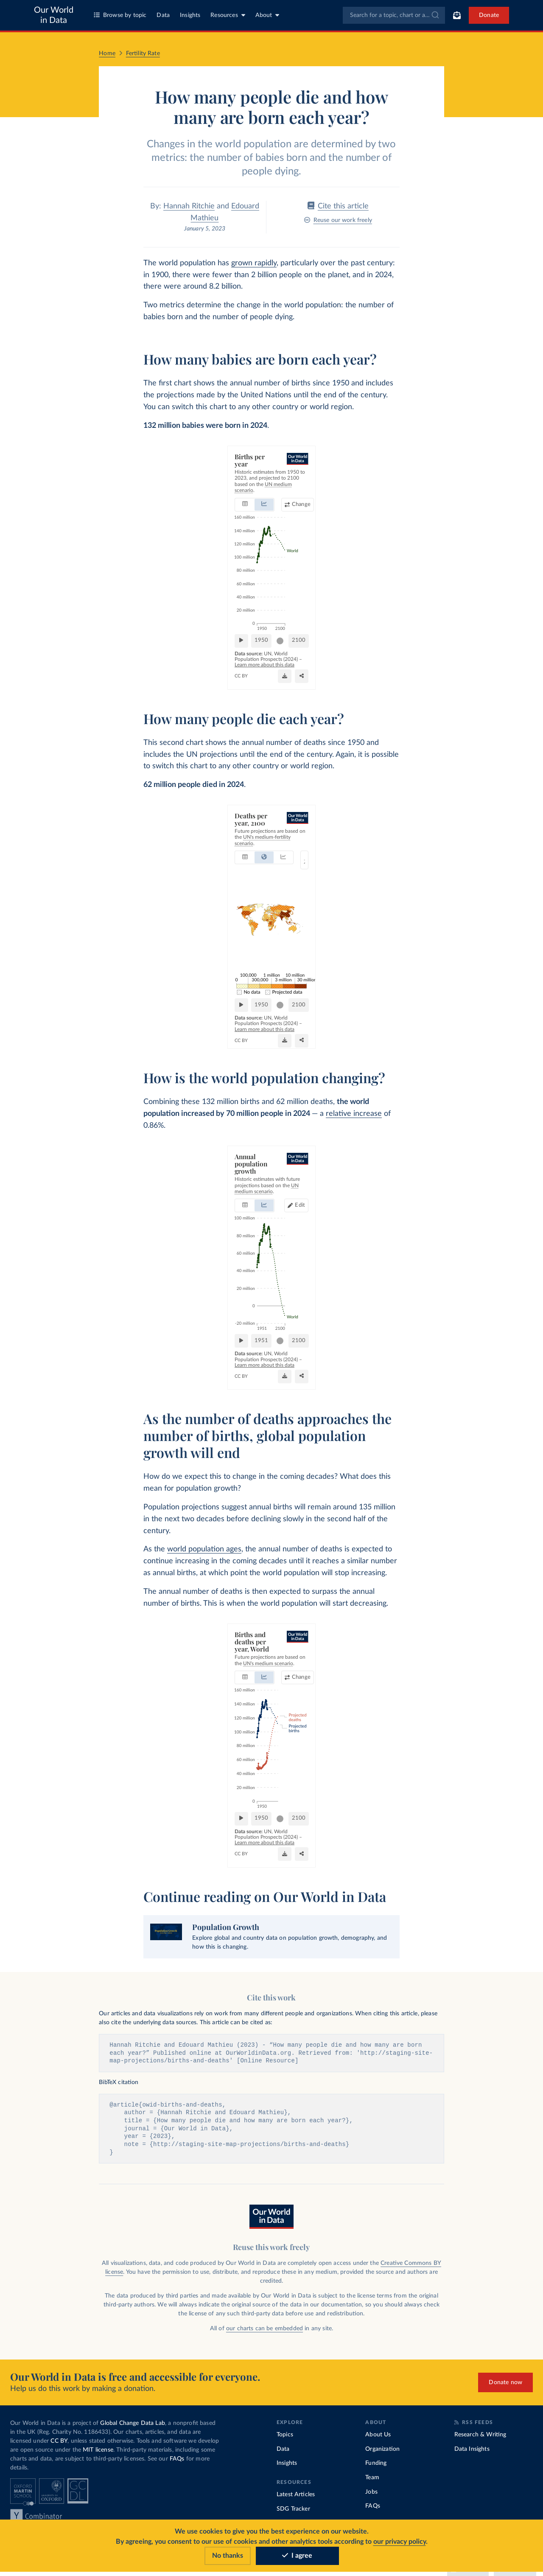 Our World
in Data
Browse by topic
Data
Insights
Resources
About
Search for a topic, chart or a...
Donate
Home
Fertility Rate
How many people die and how
many are born each year?
Changes in the world population are determined by two
metrics: the number of babies born and the number of
people dying.
By: Hannah Ritchie and Edouard
Mathieu
January 5, 2023
Cite this article
Reuse our work freely
The world population has grown rapidly, particularly over the past century:
in 1900, there were fewer than 2 billion people on the planet, and in 2024,
there were around 8.2 billion.
Two metrics determine the change in the world population: the number of
babies born and the number of people dying.
How many babies are born each year?
The first chart shows the annual number of births since 1950 and includes
the projections made by the United Nations until the end of the century.
You can switch this chart to any other country or world region.
132 million babies were born in 2024.
Births per
year
Our World
in Data
Historic estimates from 1950 to
2023, and projected to 2100
based on the UN medium
scenario.
Change
160 million
140 million
120 million
100 million
80 million
60 million
40 million
20 million
0
World
1950
2100
1950
2100
Data source: UN, World
Population Prospects (2024) –
Learn more about this data
CC BY
How many people die each year?
This second chart shows the annual number of deaths since 1950 and
includes the UN projections until the end of the century. Again, it is possible
to switch this chart to any other country or world region.
62 million people died in 2024.
Deaths per
year, 2100
Our World
in Data
Future projections are based on
the UN's medium-fertility
scenario.
100,000
1 million
10 million
0
300,000
3 million
30 million
No data
Projected data
1950
2100
Data source: UN, World
Population Prospects (2024) –
Learn more about this data
CC BY
How is the world population changing?
Combining these 132 million births and 62 million deaths, the world
population increased by 70 million people in 2024 — a relative increase of
0.86%.
Annual
population
growth
Our World
in Data
Historic estimates with future
projections based on the UN
medium scenario.
Edit
100 million
80 million
60 million
40 million
20 million
0
-20 million
World
1951
2100
1951
2100
Data source: UN, World
Population Prospects (2024) –
Learn more about this data
CC BY
As the number of deaths approaches the
number of births, global population
growth will end
How do we expect this to change in the coming decades? What does this
mean for population growth?
Population projections suggest annual births will remain around 135 million
in the next two decades before declining slowly in the second half of the
century.
As the world population ages, the annual number of deaths is expected to
continue increasing in the coming decades until it reaches a similar number
as annual births, at which point the world population will stop increasing.
The annual number of deaths is then expected to surpass the annual
number of births. This is when the world population will start decreasing.
Births and
deaths per
year, World
Our World
in Data
Future projections are based on
the UN's medium scenario.
Change
160 million
140 million
120 million
100 million
80 million
60 million
40 million
20 million
0
Projected
deaths
Projected
births
1950
1950
2100
Data source: UN, World
Population Prospects (2024) –
Learn more about this data
CC BY
Continue reading on Our World in Data
Population Growth
Explore global and country data on population growth, demography, and
how this is changing.
Cite this work
Our articles and data visualizations rely on work from many different people and organizations. When citing this article, please
also cite the underlying data sources. This article can be cited as:
Hannah Ritchie and Edouard Mathieu (2023) - “How many people die and how many are born
each year?” Published online at OurWorldinData.org. Retrieved from: 'http://staging-site-
map-projections/births-and-deaths' [Online Resource]
BibTeX citation
@article{owid-births-and-deaths,
author = {Hannah Ritchie and Edouard Mathieu},
title = {How many people die and how many are born each year?},
journal = {Our World in Data},
year = {2023},
note = {http://staging-site-map-projections/births-and-deaths}
}
Our World
in Data
Reuse this work freely
All visualizations, data, and code produced by Our World in Data are completely open access under the Creative Commons BY
license. You have the permission to use, distribute, and reproduce these in any medium, provided the source and authors are
credited.
The data produced by third parties and made available by Our World in Data is subject to the license terms from the original
third-party authors. We will always indicate the original source of the data in our documentation, so you should always check
the license of any such third-party data before use and redistribution.
All of our charts can be embedded in any site.
Our World in Data is free and accessible for everyone.
Help us do this work by making a donation.
Donate now
Our World in Data is a project of Global Change Data Lab, a nonprofit based
in the UK (Reg. Charity No. 1186433). Our charts, articles, and data are
licensed under CC BY, unless stated otherwise. Tools and software we develop
are open source under the MIT license. Third-party materials, including some
charts and data, are subject to third-party licenses. See our FAQs for more
details.
OXFORD
MARTIN
SCHOOL
UNIVERSITY OF
OXFORD
GC
DL
Y Combinator
EXPLORE
Topics
Data
Insights
RESOURCES
Latest Articles
SDG Tracker
ABOUT
About Us
Organization
Funding
Team
Jobs
FAQs
RSS FEEDS
Research & Writing
Data Insights
We use cookies to give you the best experience on our website.
By agreeing, you consent to our use of cookies and other analytics tools according to our privacy policy.
No thanks
I agree